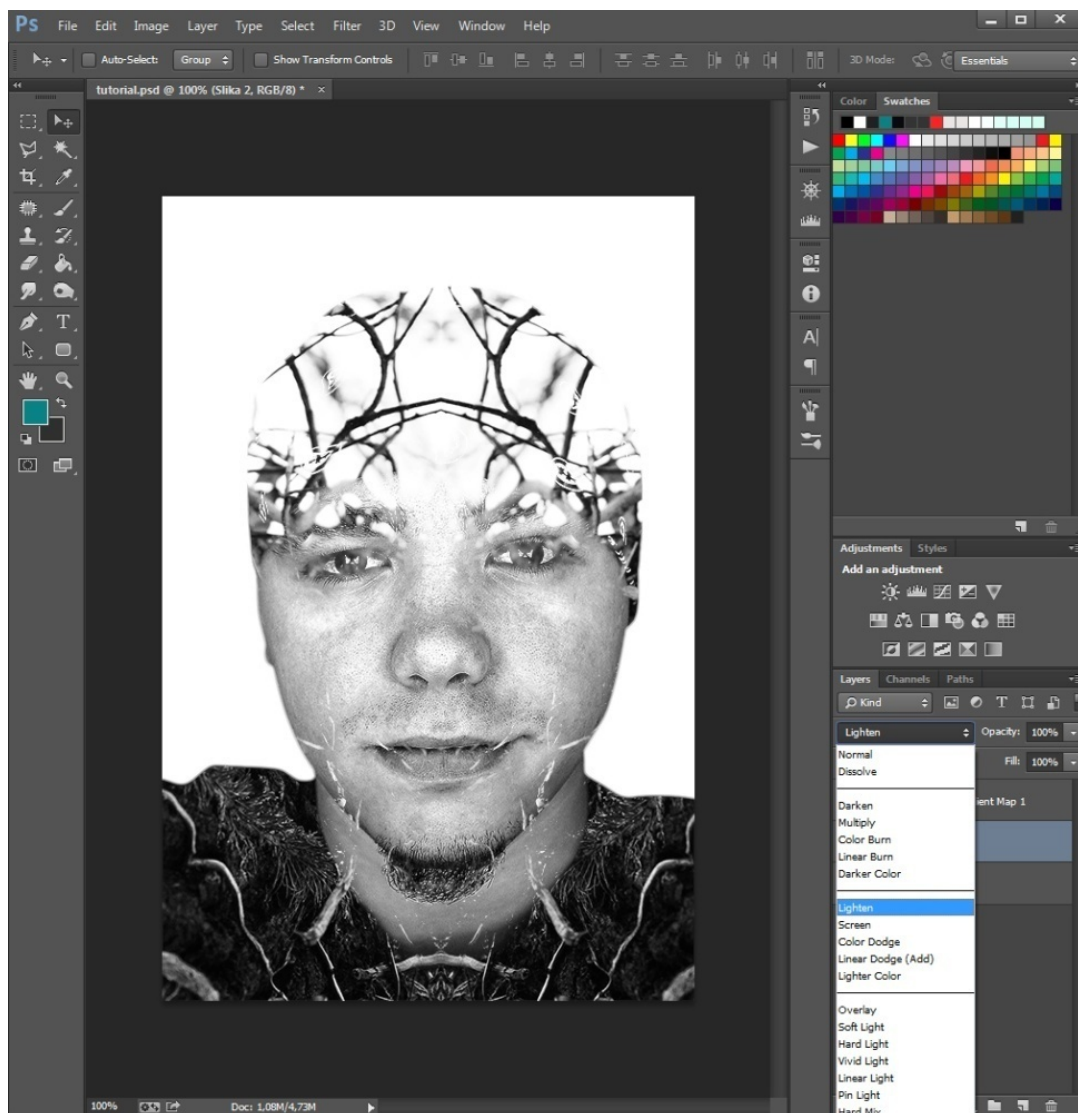 Ps File Edit Image Layer Type Select Filter 3D View Window Help
Auto-Select: Group Show Transform Controls 3D Mode: Essentials
tutorial.psd @ 100% (Slika 2, RGB/8) * ×
Color Swatches
Adjustments Styles
Add an adjustment
Layers Channels Paths
Kind
Lighten Opacity: 100%
Normal Fill: 100%
Dissolve
ient Map 1
Darken
Multiply
Color Burn
Linear Burn
Darker Color
Lighten
Screen
Color Dodge
Linear Dodge (Add)
Lighter Color
Overlay
Soft Light
Hard Light
Vivid Light
Linear Light
Pin Light
Hard Mix
100% Doc: 1,08M/4,73M